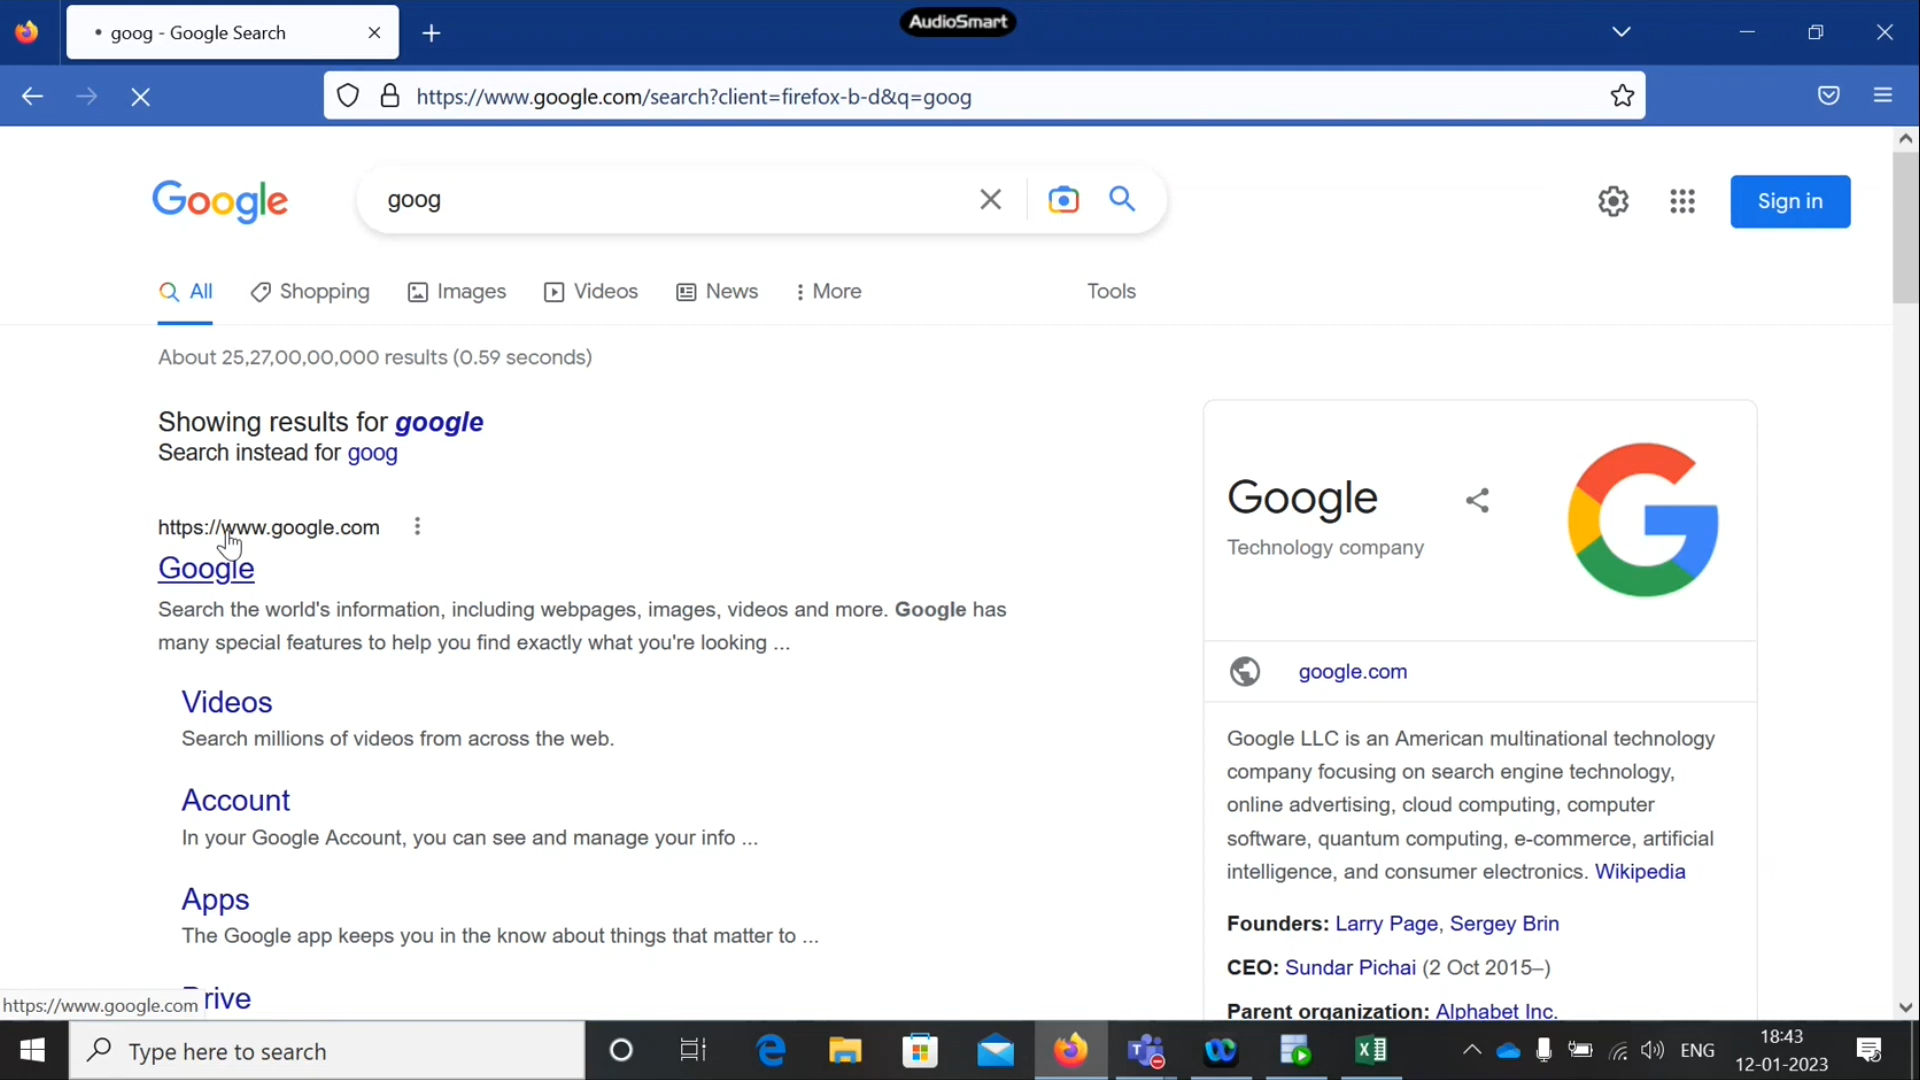 goog - Google Search
AudioSmart
https://www.google.com/search?client=firefox-b-d&q=goog
Google
goog
Sign in
All
Shopping
Images
Videos
News
More
Tools
About 25,27,00,00,000 results (0.59 seconds)
Showing results for google
Search instead for goog
https://www.google.com
Google
Search the world's information, including webpages, images, videos and more. Google has
many special features to help you find exactly what you're looking ...
Videos
Search millions of videos from across the web.
Account
In your Google Account, you can see and manage your info ...
Apps
The Google app keeps you in the know about things that matter to ...
Drive
Google
Technology company
google.com
Google LLC is an American multinational technology
company focusing on search engine technology,
online advertising, cloud computing, computer
software, quantum computing, e-commerce, artificial
intelligence, and consumer electronics. Wikipedia
Founders: Larry Page, Sergey Brin
CEO: Sundar Pichai (2 Oct 2015–)
Parent organization: Alphabet Inc.
https://www.google.com
Type here to search
ENG
18:43
12-01-2023